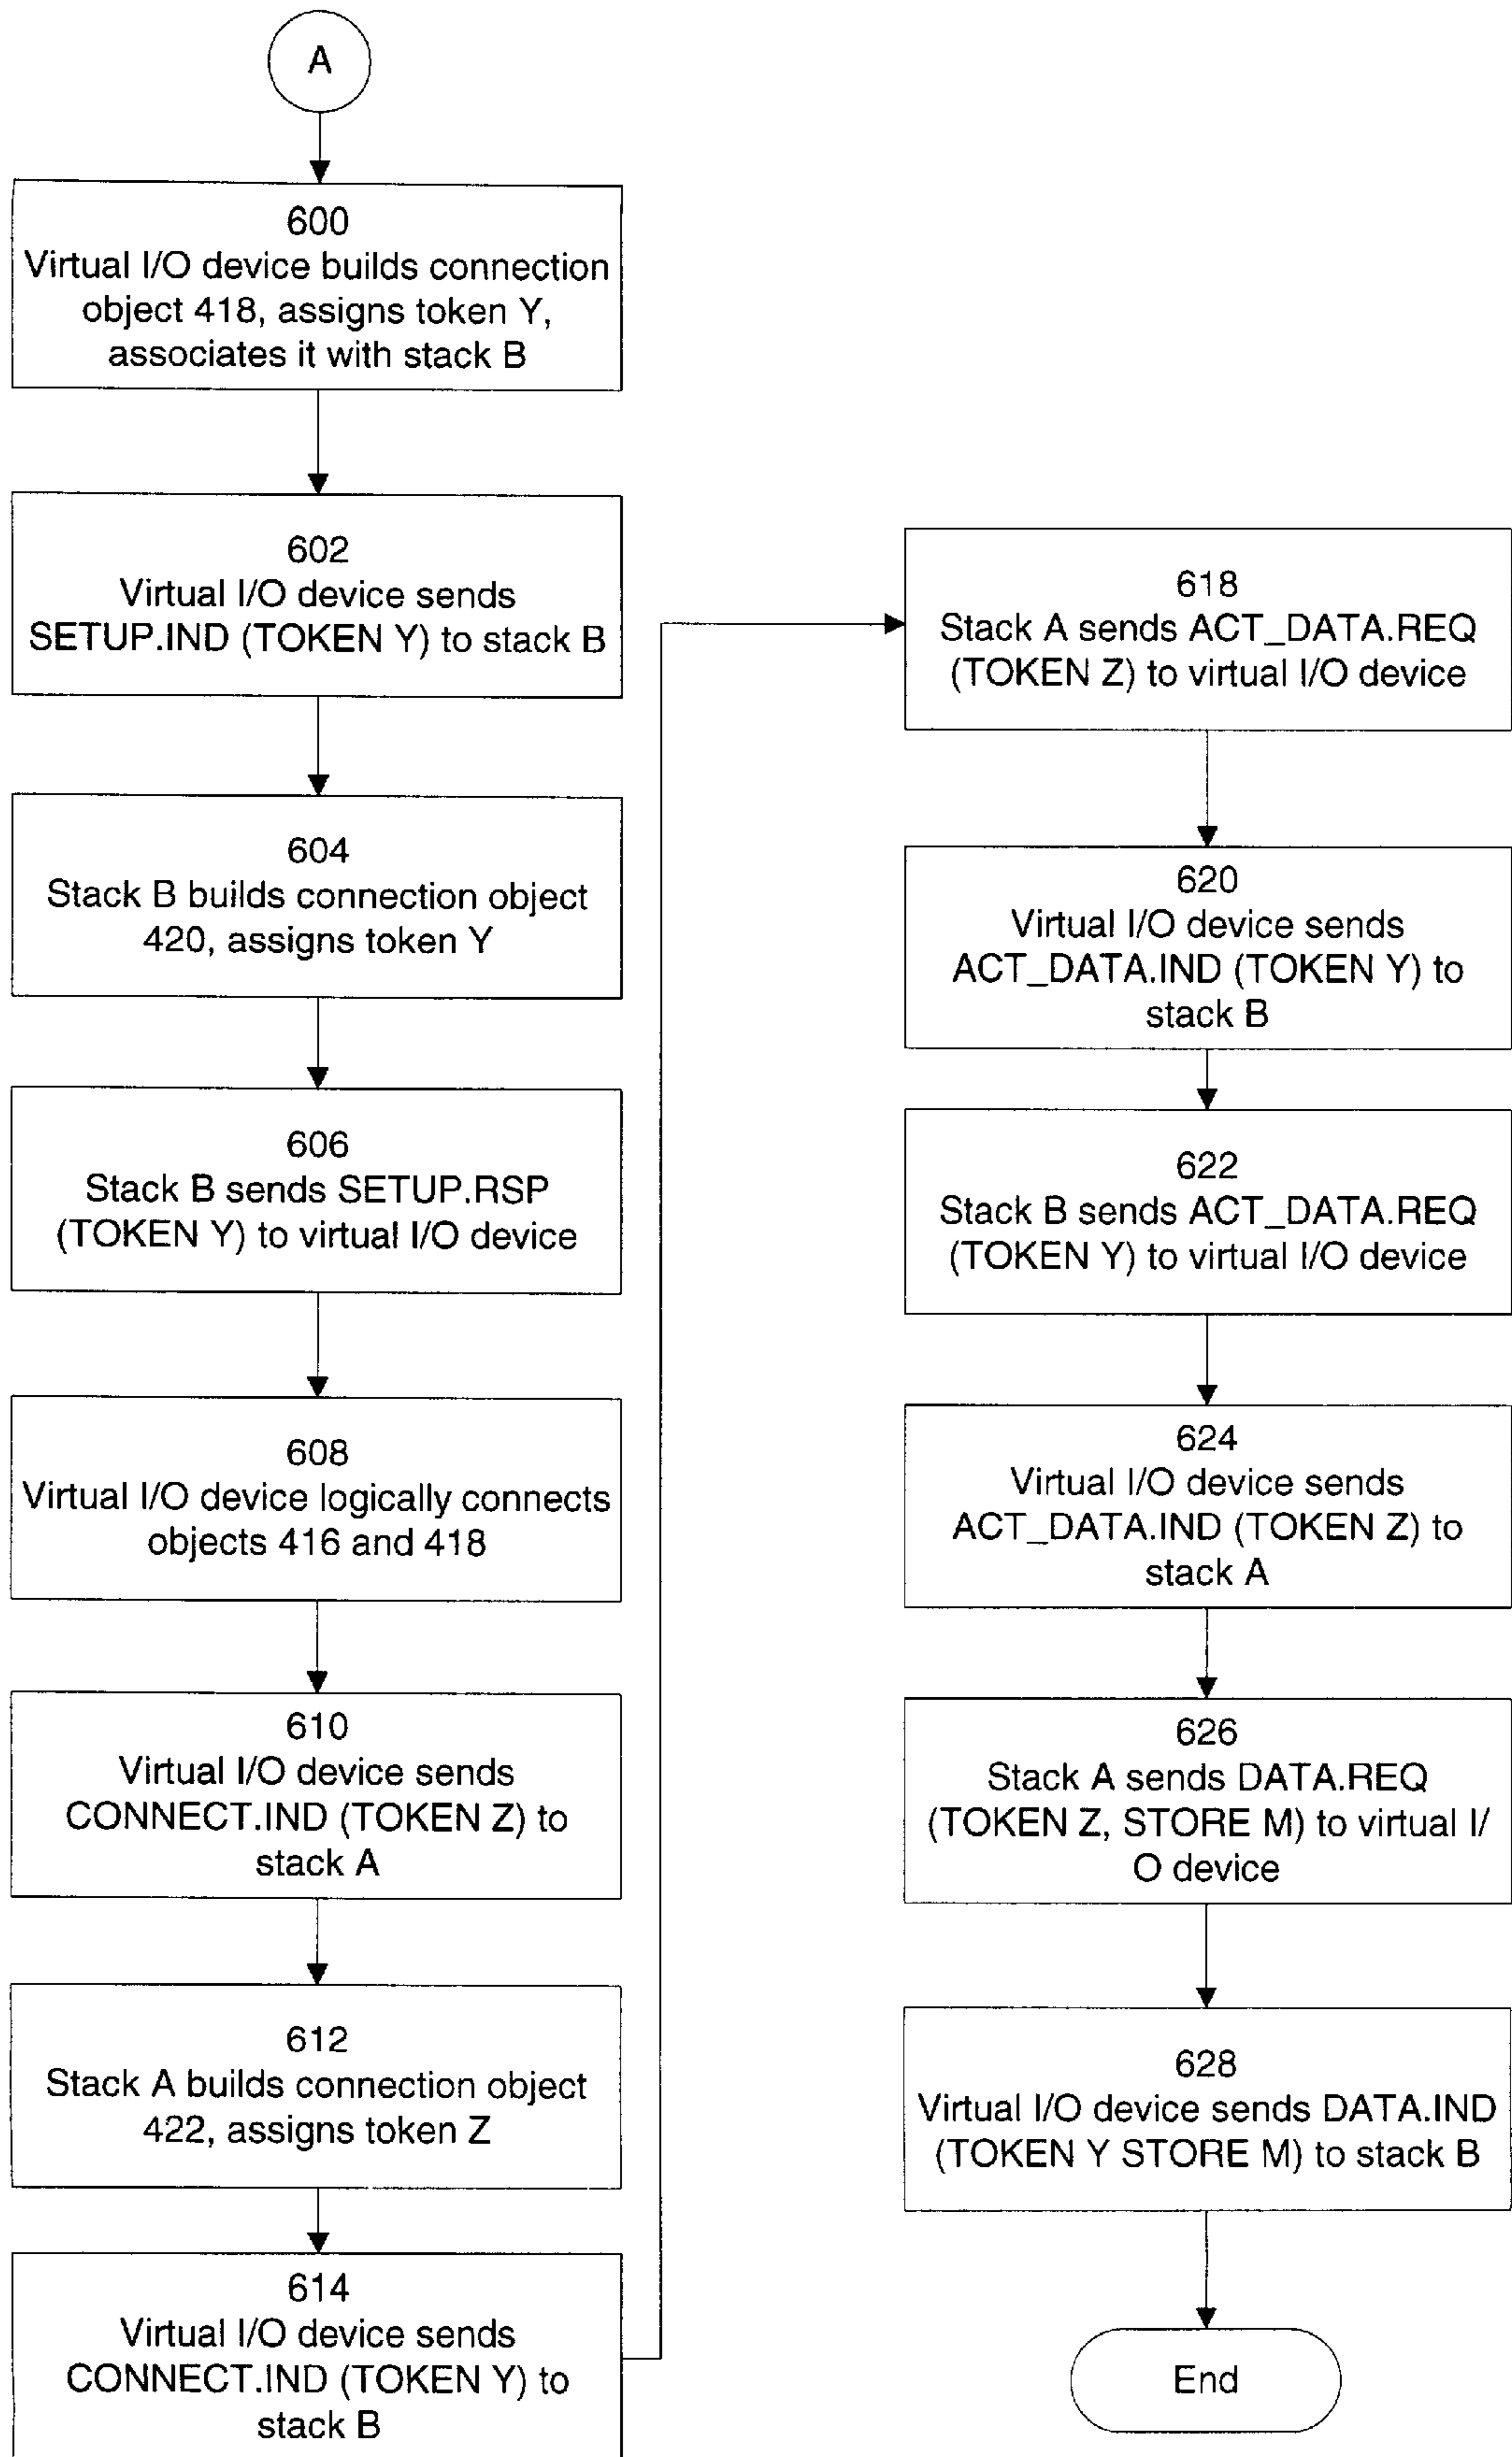 A
600
Virtual I/O device builds connection
object 418, assigns token Y,
associates it with stack B
602
Virtual I/O device sends
SETUP.IND (TOKEN Y) to stack B
604
Stack B builds connection object
420, assigns token Y
606
Stack B sends SETUP.RSP
(TOKEN Y) to virtual I/O device
608
Virtual I/O device logically connects
objects 416 and 418
610
Virtual I/O device sends
CONNECT.IND (TOKEN Z) to
stack A
612
Stack A builds connection object
422, assigns token Z
614
Virtual I/O device sends
CONNECT.IND (TOKEN Y) to
stack B
618
Stack A sends ACT_DATA.REQ
(TOKEN Z) to virtual I/O device
620
Virtual I/O device sends
ACT_DATA.IND (TOKEN Y) to
stack B
622
Stack B sends ACT_DATA.REQ
(TOKEN Y) to virtual I/O device
624
Virtual I/O device sends
ACT_DATA.IND (TOKEN Z) to
stack A
626
Stack A sends DATA.REQ
(TOKEN Z, STORE M) to virtual I/
O device
628
Virtual I/O device sends DATA.IND
(TOKEN Y STORE M) to stack B
End